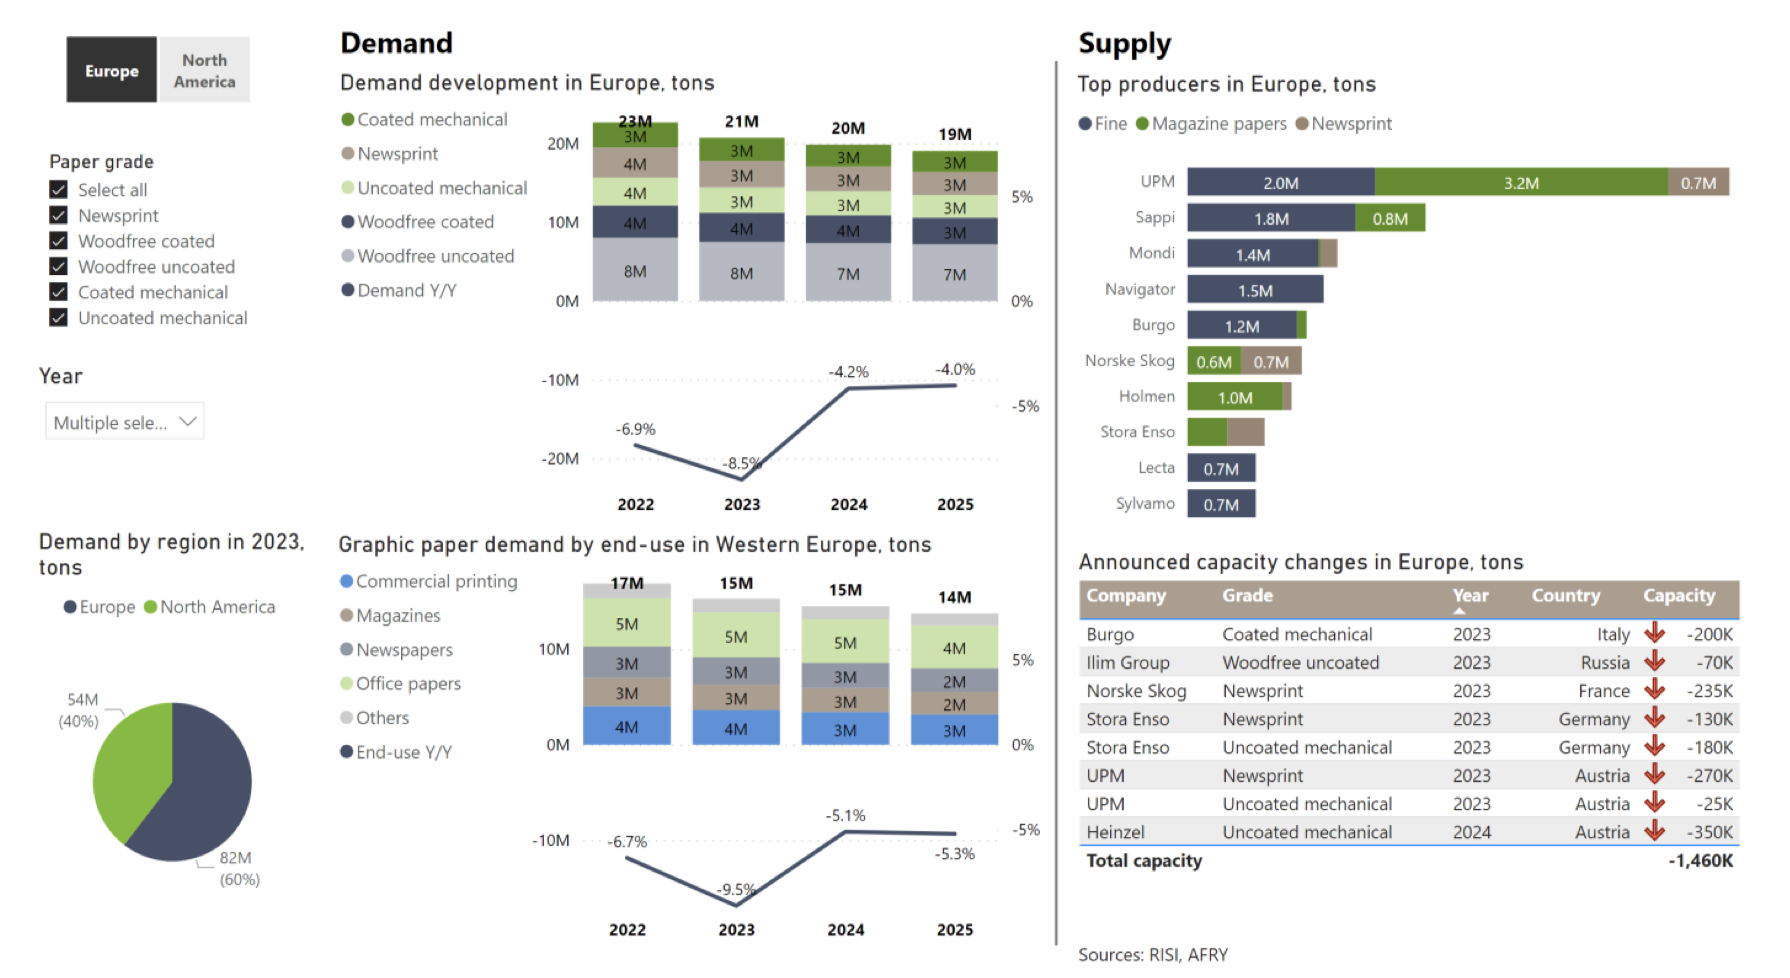 Europe
North
America
Paper grade
Select all
Newsprint
Woodfree coated
Woodfree uncoated
Coated mechanical
Uncoated mechanical
Year
Multiple sele...
Demand by region in 2023,
tons
Europe North America
54M
(40%)
82M
(60%)
Demand
Demand development in Europe, tons
Coated mechanical
Newsprint
Uncoated mechanical
Woodfree coated
Woodfree uncoated
Demand Y/Y
23M 21M 20M 19M
20M
3M 3M 3M 3M
4M 3M 3M 3M
5%
4M 3M 3M 3M
10M
4M 4M 4M 3M
8M 8M 7M 7M
0M 0%
-10M
-4.2% -4.0%
-5%
-6.9%
-20M
-8.5%
2022 2023 2024 2025
Graphic paper demand by end-use in Western Europe, tons
Commercial printing
Magazines
Newspapers
Office papers
Others
End-use Y/Y
17M 15M 15M 14M
5M 5M 5M 4M
10M 5%
3M 3M 3M 2M
3M 3M 3M 2M
4M 4M 3M 3M
0M 0%
-5.1%
-5%
-10M
-6.7%
-5.3%
-9.5%
2022 2023 2024 2025
Supply
Top producers in Europe, tons
Fine Magazine papers Newsprint
UPM 2.0M 3.2M 0.7M
Sappi 1.8M 0.8M
Mondi 1.4M
Navigator 1.5M
Burgo 1.2M
Norske Skog 0.6M 0.7M
Holmen 1.0M
Stora Enso
Lecta 0.7M
Sylvamo 0.7M
Announced capacity changes in Europe, tons
Company Grade Year Country Capacity
Burgo Coated mechanical 2023 Italy -200K
Ilim Group Woodfree uncoated 2023 Russia -70K
Norske Skog Newsprint 2023 France -235K
Stora Enso Newsprint 2023 Germany -130K
Stora Enso Uncoated mechanical 2023 Germany -180K
UPM Newsprint 2023 Austria -270K
UPM Uncoated mechanical 2023 Austria -25K
Heinzel Uncoated mechanical 2024 Austria -350K
Total capacity -1,460K
Sources: RISI, AFRY